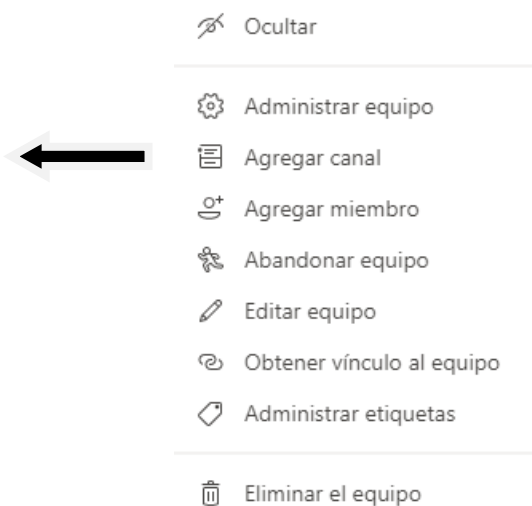 Ocultar
Administrar equipo
Agregar canal
Agregar miembro
Abandonar equipo
Editar equipo
Obtener vínculo al equipo
Administrar etiquetas
Eliminar el equipo